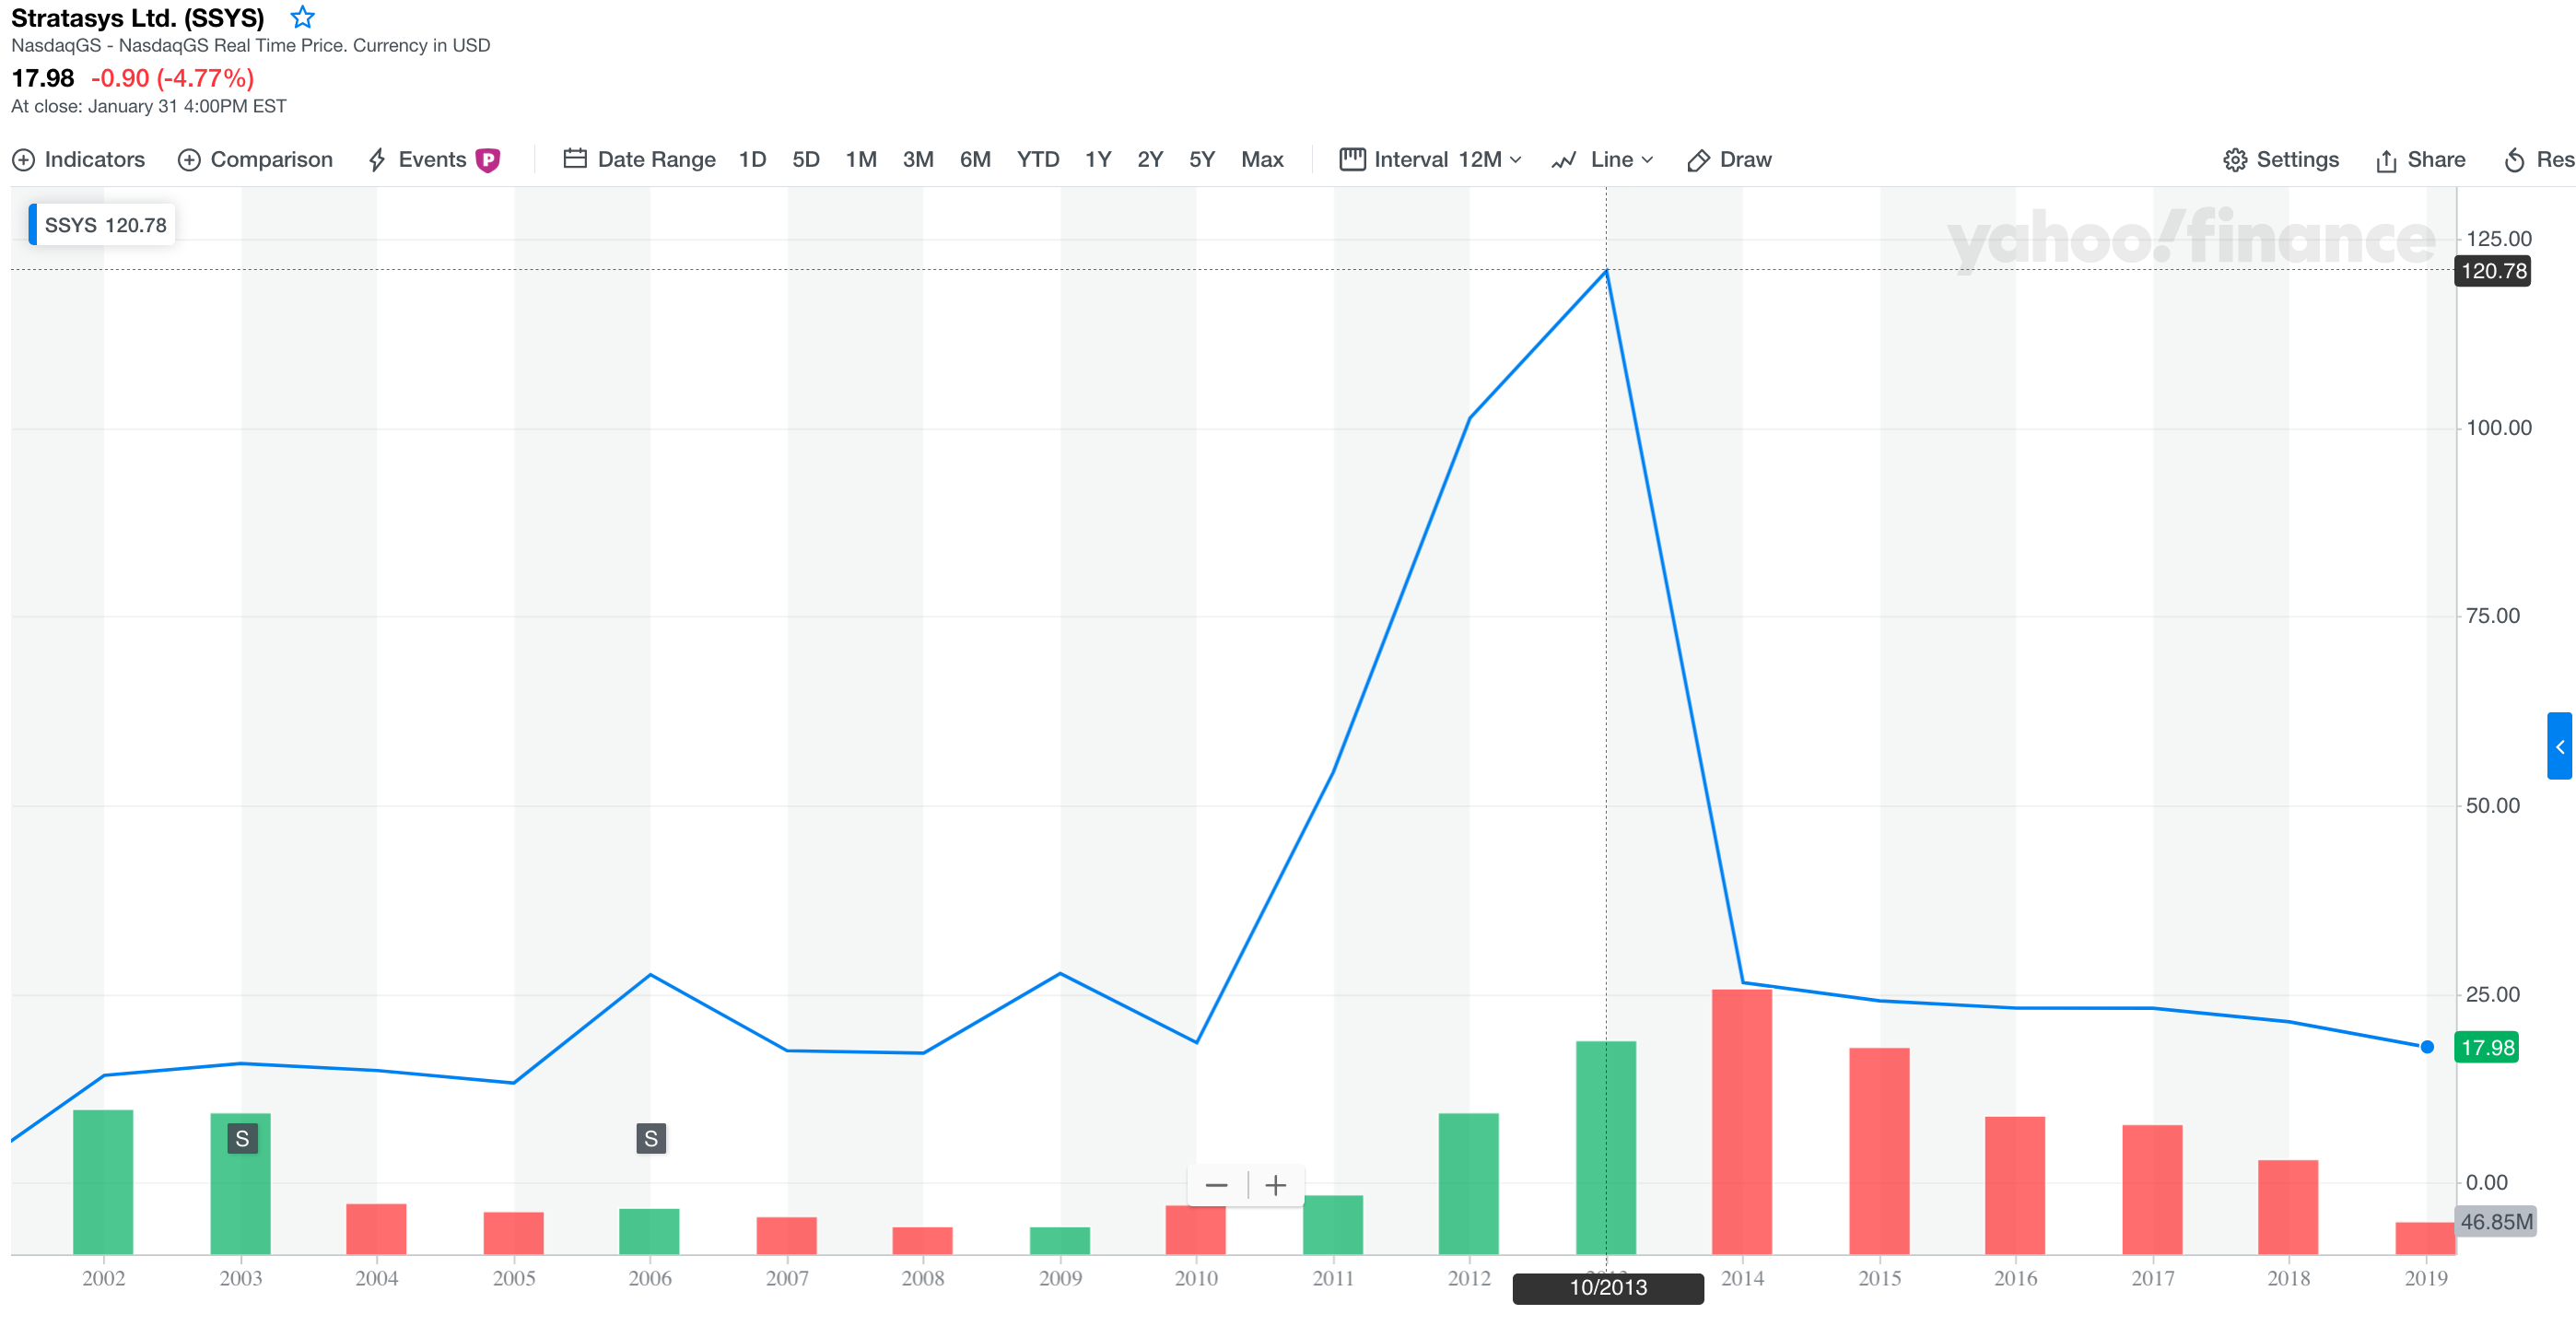 Stratasys Ltd. (SSYS)
NasdaqGS - NasdaqGS Real Time Price. Currency in USD
17.98 -0.90 (-4.77%)
At close: January 31 4:00PM EST
Indicators Comparison Events P Date Range 1D 5D 1M 3M 6M YTD 1Y 2Y 5Y Max Interval 12M Line Draw Settings Share Res
SSYS 120.78
yahoo!finance
125.00
120.78
100.00
75.00
50.00
25.00
17.98
S S
0.00
46.85M
2002 2003 2004 2005 2006 2007 2008 2009 2010 2011 2012 10/2013 2014 2015 2016 2017 2018 2019